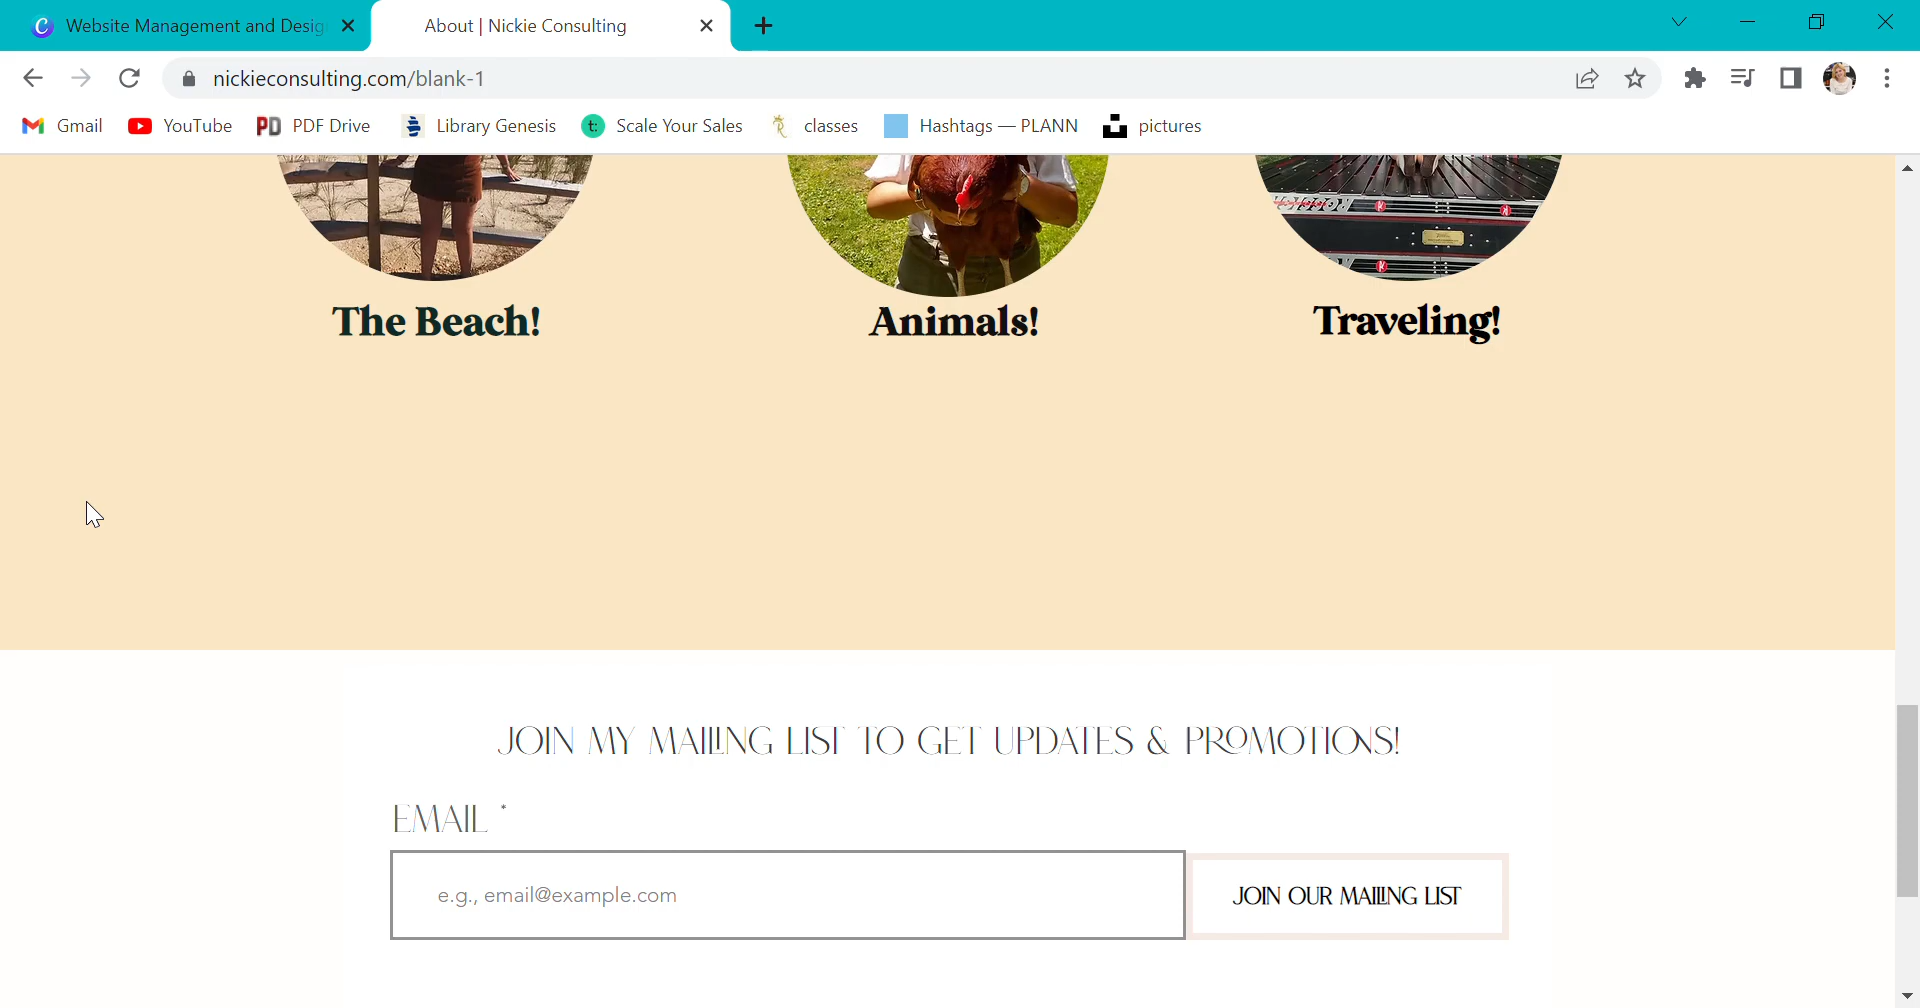 Website Management and Desig
About | Nickie Consulting
nickieconsulting.com/blank-1
Gmail
YouTube
PD PDF Drive
Library Genesis
t: Scale Your Sales
classes
Hashtags — PLANN
pictures
The Beach!
Animals!
Traveling!
JOIN MY MAILING LIST TO GET UPDATES & PROMOTIONS!
EMAIL *
e.g., email@example.com
JOIN OUR MAILING LIST